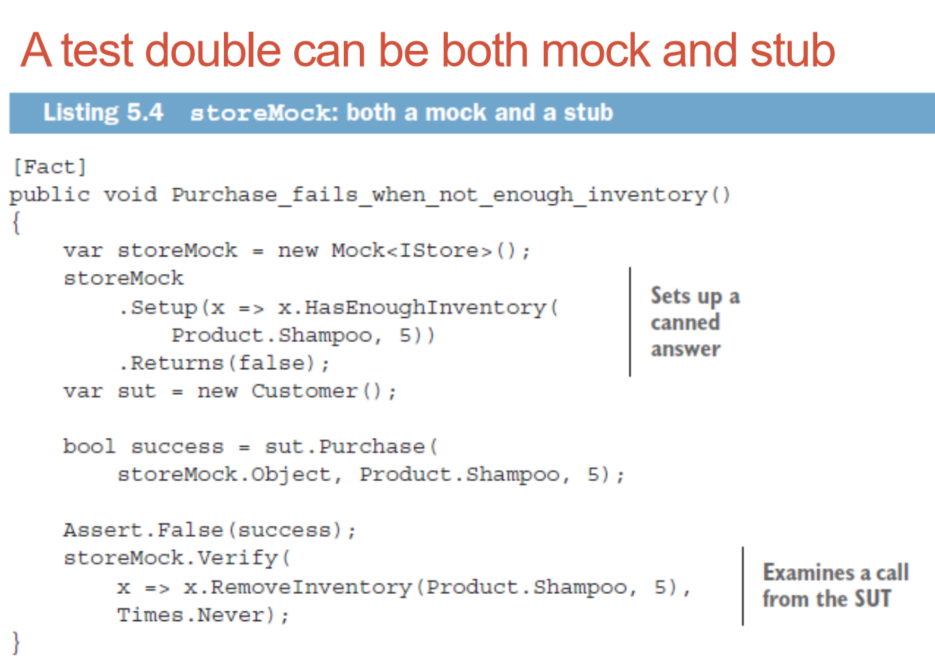 A test double can be both mock and stub
Listing 5.4 storeMock: both a mock and a stub
[Fact]
public void Purchase_fails_when_not_enough_inventory()
{
var storeMock = new Mock<IStore>();
storeMock
.Setup(x => x.HasEnoughInventory(
Product.Shampoo, 5))
.Returns(false);
Sets up a
canned
answer
var sut = new Customer();
bool success = sut.Purchase(
storeMock.Object, Product.Shampoo, 5);
Assert.False(success);
storeMock.Verify(
x => x.RemoveInventory(Product.Shampoo, 5),
Times.Never);
Examines a call
from the SUT
}